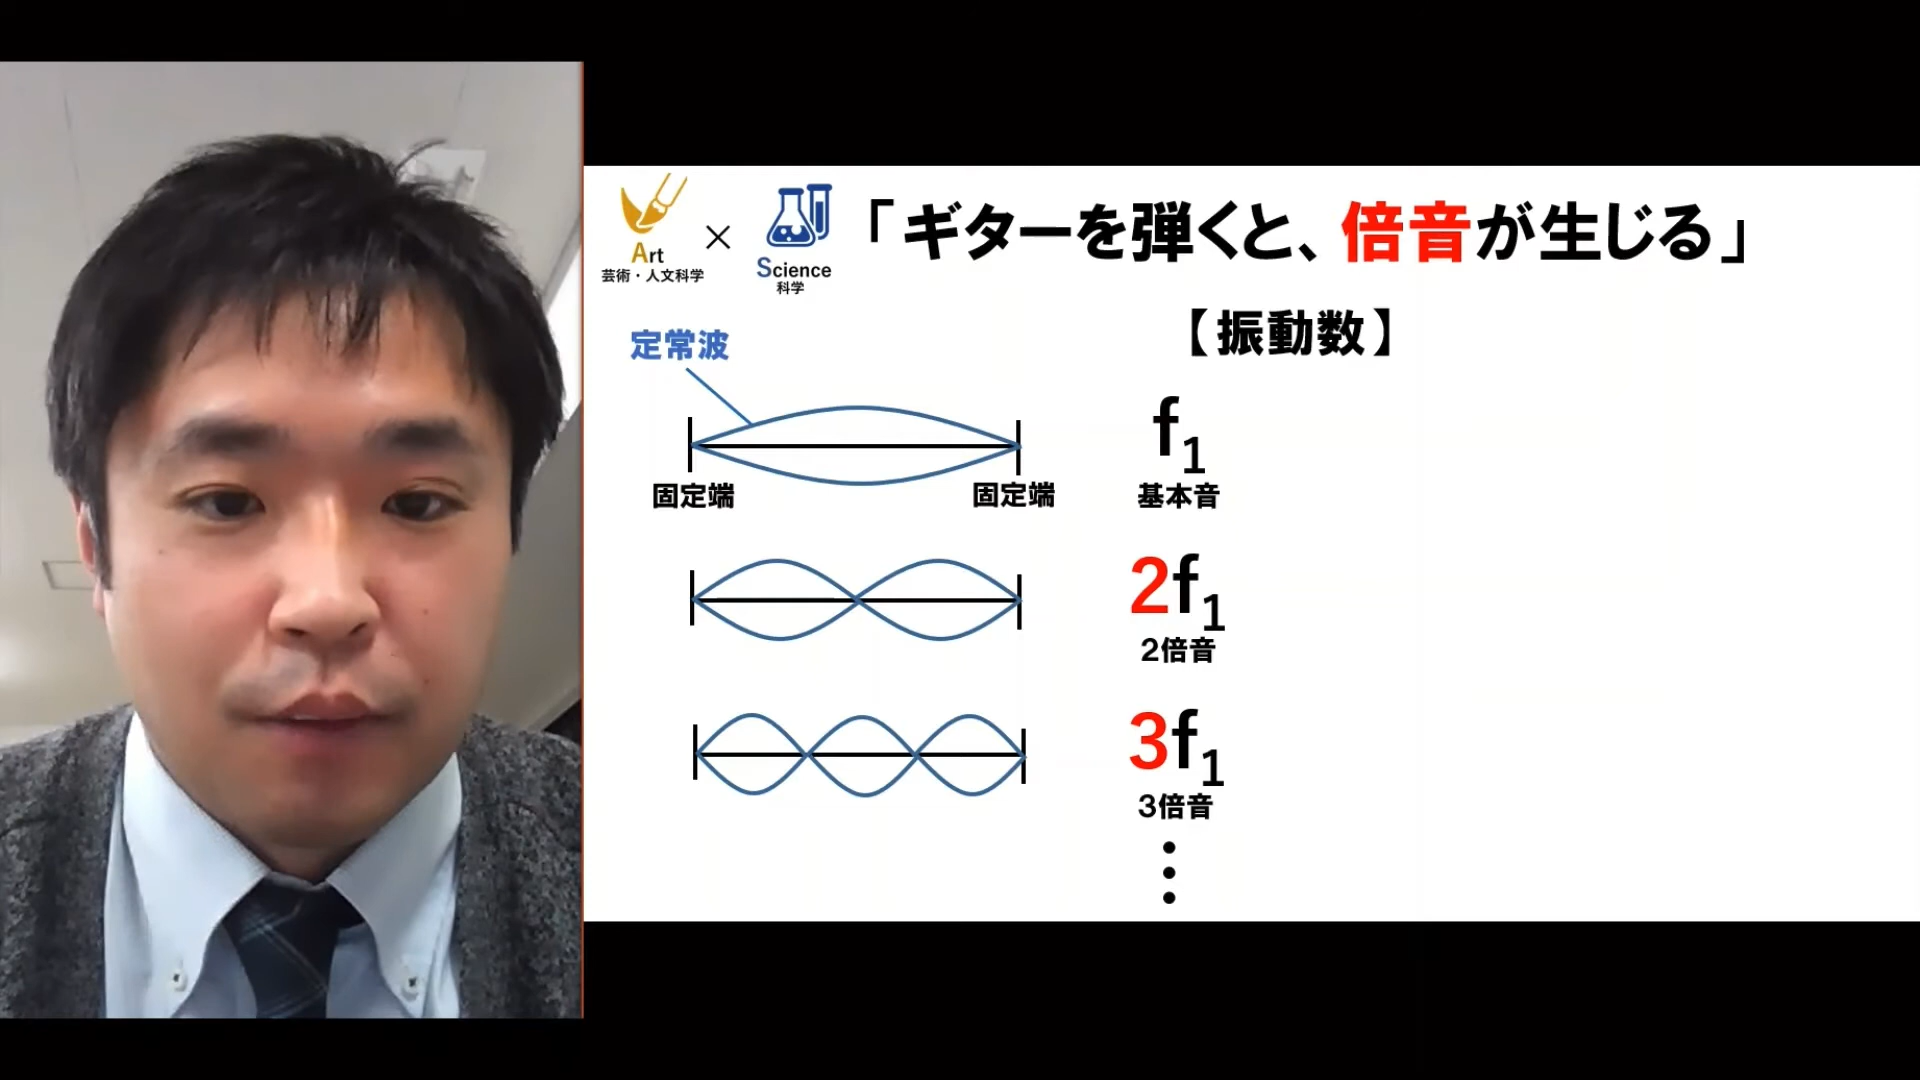 Art
芸術・人文科学
×
Science
科学
「ギターを弾くと、倍音が生じる」
【振動数】
定常波
固定端
固定端
f₁
基本音
2f₁
2倍音
3f₁
3倍音
⋮